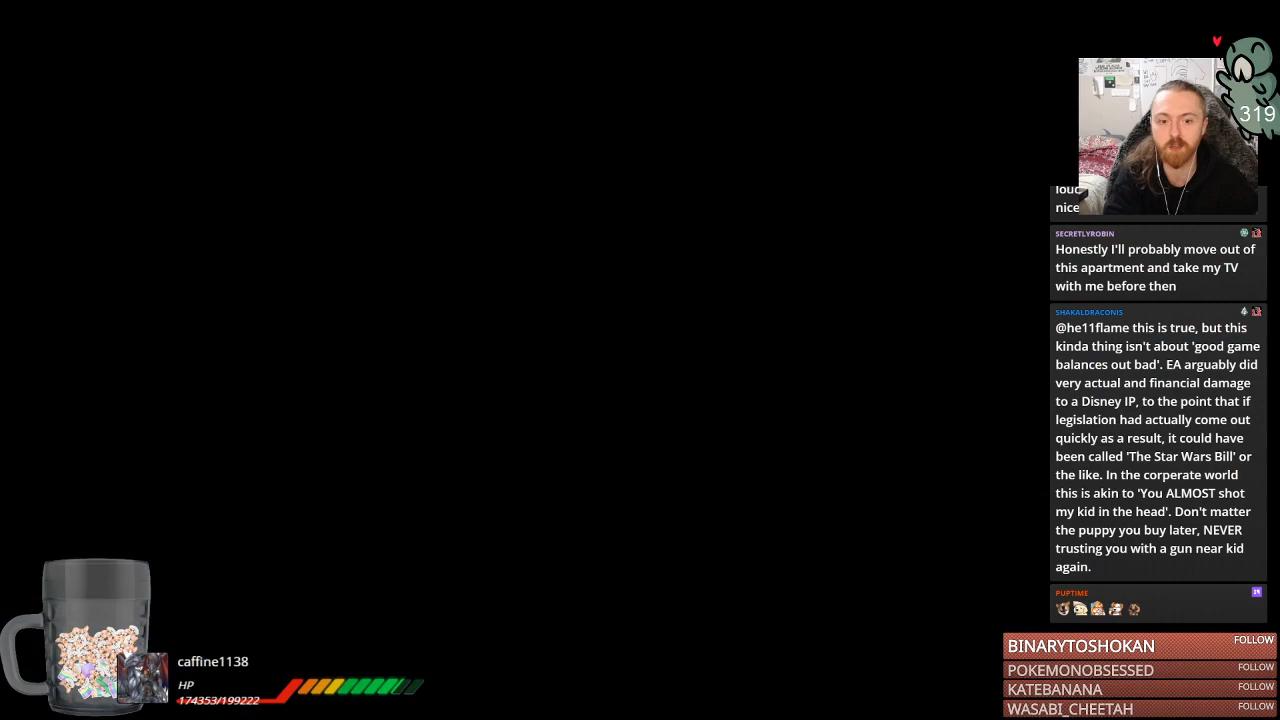 319
nice
SECRETLYROBIN
Honestly I'll probably move out of
this apartment and take my TV
with me before then
SHAKALDRACONIS
@he11flame this is true, but this
kinda thing isn't about 'good game
balances out bad'. EA arguably did
very actual and financial damage
to a Disney IP, to the point that if
legislation had actually come out
quickly as a result, it could have
been called 'The Star Wars Bill' or
the like. In the corperate world
this is akin to 'You ALMOST shot
my kid in the head'. Don't matter
the puppy you buy later, NEVER
trusting you with a gun near kid
again.
PUPTIME
BINARYTOSHOKAN FOLLOW
POKEMONOBSESSED FOLLOW
KATEBANANA FOLLOW
WASABI_CHEETAH FOLLOW
caffine1138
HP
174353/199222